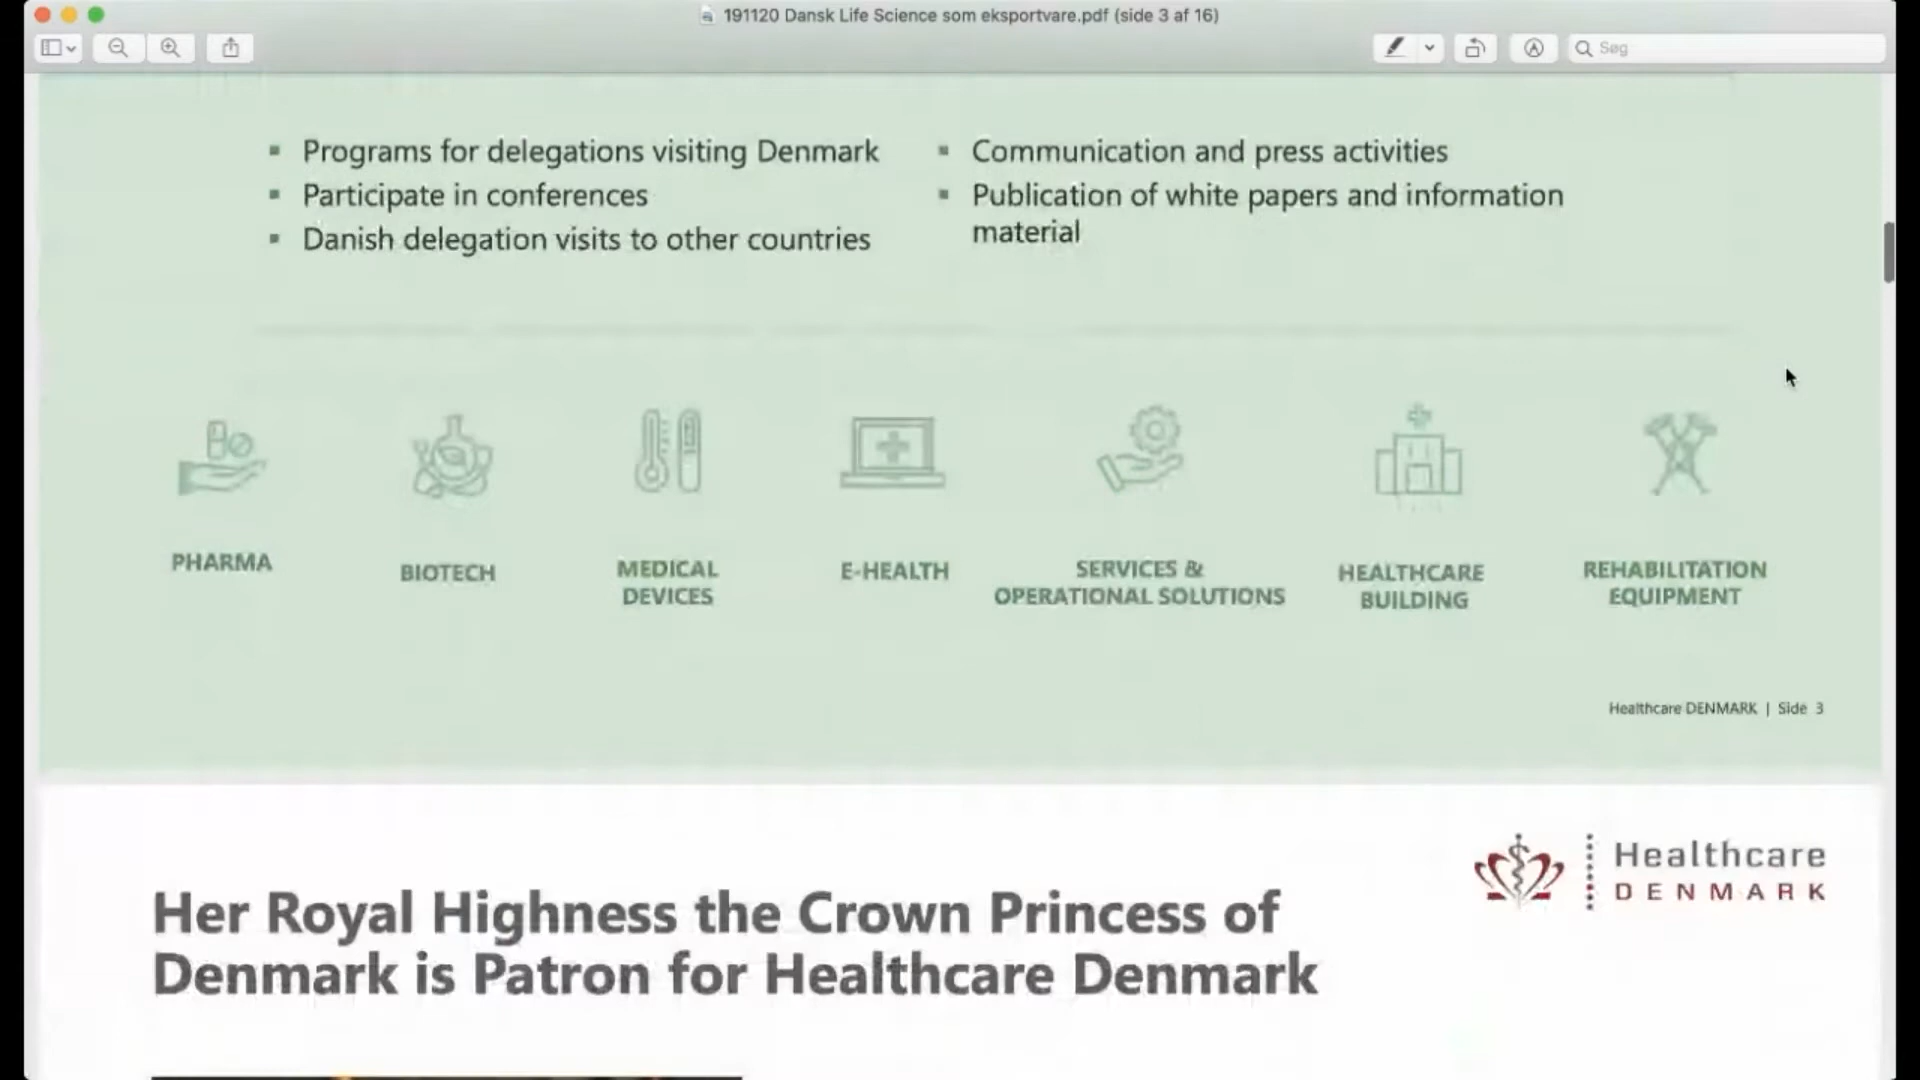 191120 Dansk Life Science som eksportvare.pdf (side 3 af 16)
Søg
Programs for delegations visiting Denmark
Participate in conferences
Danish delegation visits to other countries
Communication and press activities
Publication of white papers and information
material
PHARMA
BIOTECH
MEDICAL
DEVICES
E-HEALTH
SERVICES &
OPERATIONAL SOLUTIONS
HEALTHCARE
BUILDING
REHABILITATION
EQUIPMENT
Healthcare DENMARK | Side 3
Healthcare
DENMARK
Her Royal Highness the Crown Princess of
Denmark is Patron for Healthcare Denmark